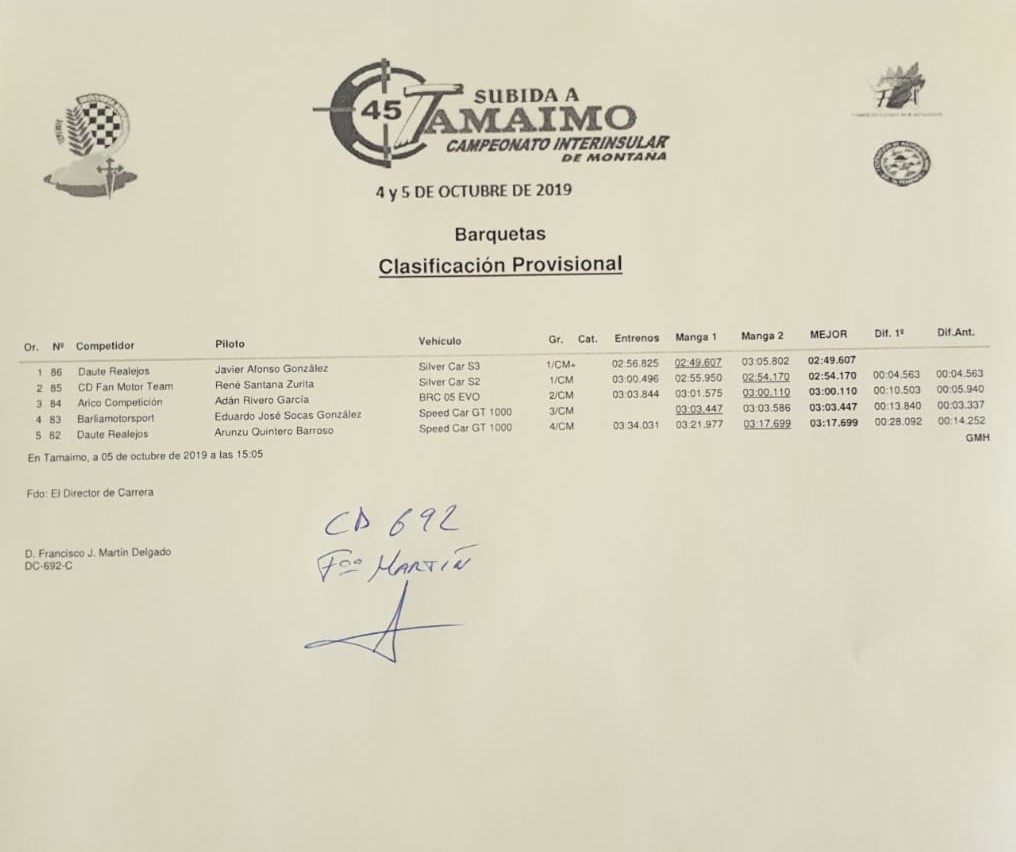 45
SUBIDA A
TAMAIMO
CAMPEONATO INTERINSULAR
DE MONTANA
4 y 5 DE OCTUBRE DE 2019
Barquetas
Clasificación Provisional
Or. Nº Competidor Piloto Vehículo Gr. Cat. Entrenos Manga 1 Manga 2 MEJOR Dif. 1º Dif.Ant.
1 86 Daute Realejos Javier Afonso González Silver Car S3 1/CM+ 02:56.825 02:49.607 03:05.802 02:49.607
2 85 CD Fan Motor Team René Santana Zurita Silver Car S2 1/CM 03:00.496 02:55.950 02:54.170 02:54.170 00:04.563 00:04.563
3 84 Arico Competición Adán Rivero García BRC 05 EVO 2/CM 03:03.844 03:01.575 03:00.110 03:00.110 00:10.503 00:05.940
4 83 Barliamotorsport Eduardo José Socas González Speed Car GT 1000 3/CM 03:03.447 03:03.586 03:03.447 00:13.840 00:03.337
5 82 Daute Realejos Arunzu Quintero Barroso Speed Car GT 1000 4/CM 03:34.031 03:21.977 03:17.699 03:17.699 00:28.092 00:14.252
GMH
En Tamaimo, a 05 de octubre de 2019 a las 15:05
Fdo: El Director de Carrera
CD 692
Fco MARTÍN
D. Francisco J. Martín Delgado
DC-692-C